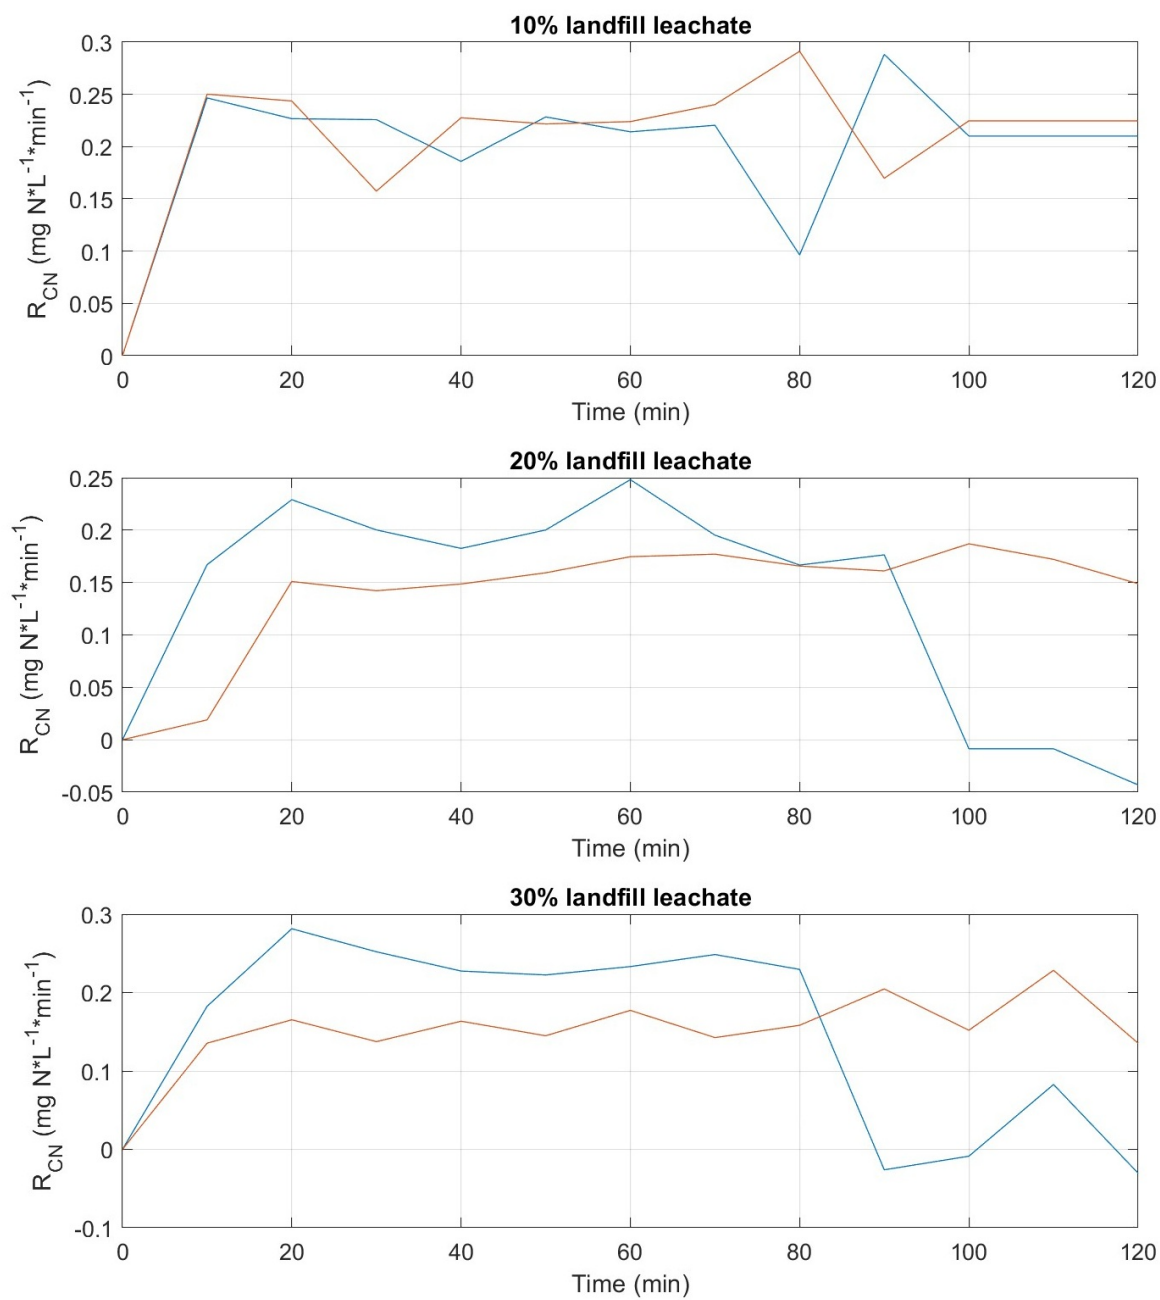 10% landfill leachate
0.3
0.25
0.2
0.15
0.1
0.05
0
R_CN (mg N*L^-1*min^-1)
0 20 40 60 80 100 120
Time (min)
20% landfill leachate
0.25
0.2
0.15
0.1
0.05
0
-0.05
R_CN (mg N*L^-1*min^-1)
0 20 40 60 80 100 120
Time (min)
30% landfill leachate
0.3
0.2
0.1
0
-0.1
R_CN (mg N*L^-1*min^-1)
0 20 40 60 80 100 120
Time (min)